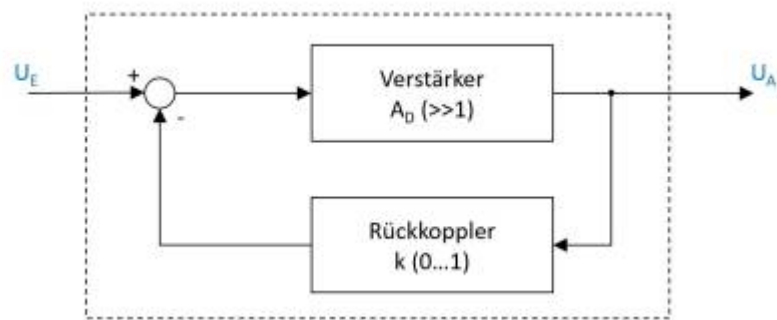 U_E
+
-
Verstärker
A_D (>>1)
U_A
Rückkoppler
k (0...1)